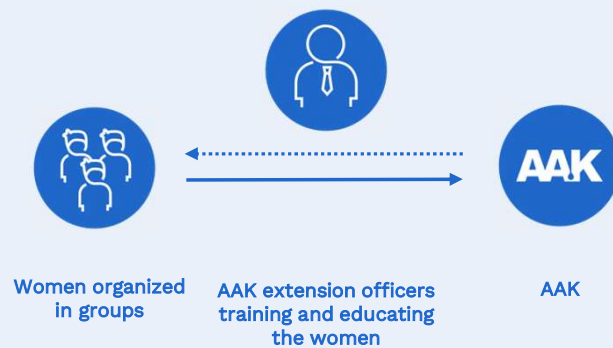 AAK
Women organized
in groups
AAK extension officers
training and educating
the women
AAK